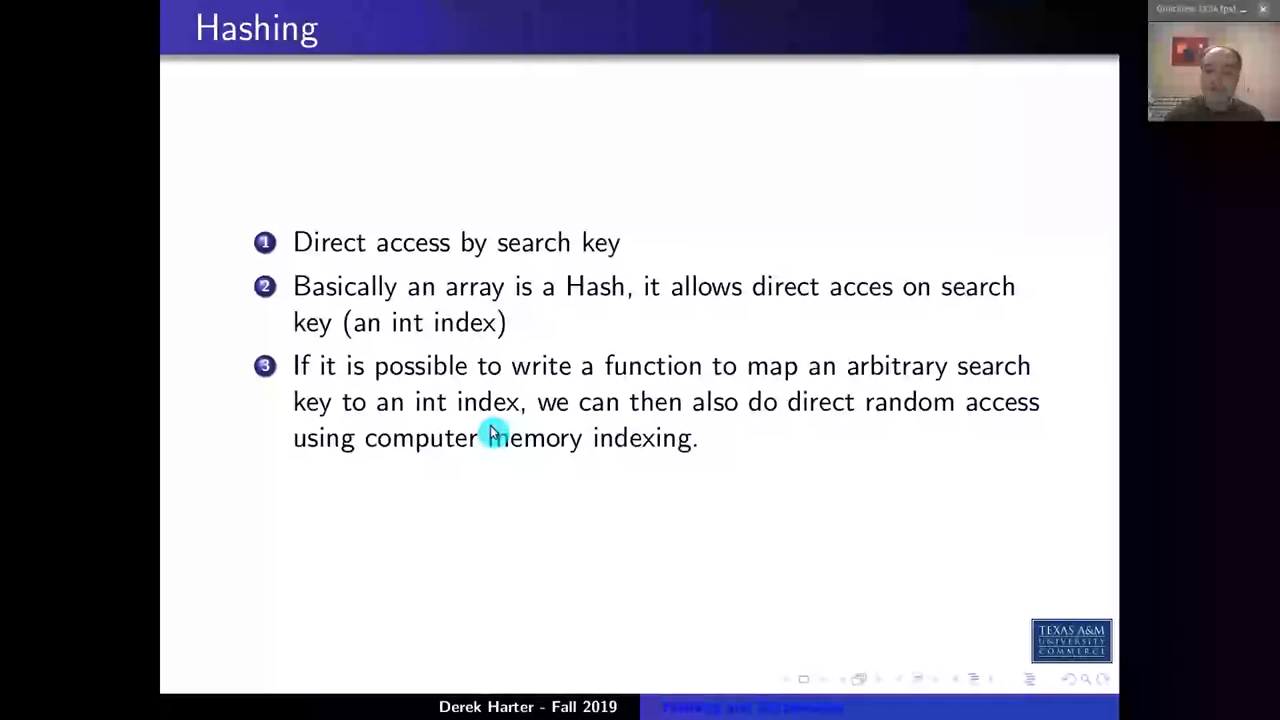 Hashing
1 Direct access by search key
2 Basically an array is a Hash, it allows direct acces on search
key (an int index)
3 If it is possible to write a function to map an arbitrary search
key to an int index, we can then also do direct random access
using computer memory indexing.
TEXAS A&M
UNIVERSITY
COMMERCE
Derek Harter - Fall 2019